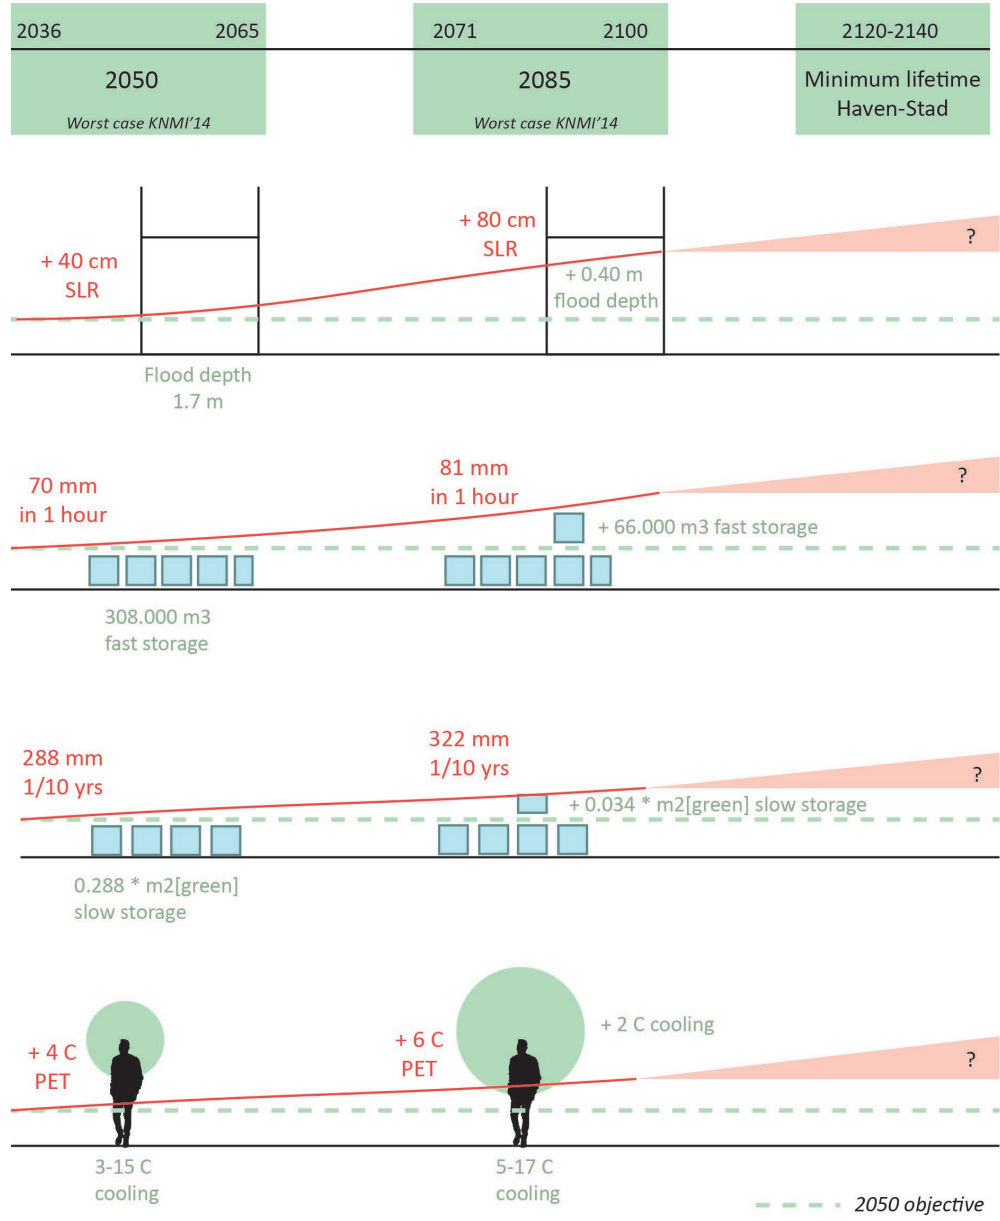 2036
2065
2071
2100
2120-2140
2050
2085
Minimum lifetime
Haven-Stad
Worst case KNMI'14
Worst case KNMI'14
+ 40 cm
SLR
+ 80 cm
SLR
?
+ 0.40 m
flood depth
Flood depth
1.7 m
70 mm
in 1 hour
81 mm
in 1 hour
?
+ 66.000 m3 fast storage
308.000 m3
fast storage
288 mm
1/10 yrs
322 mm
1/10 yrs
?
+ 0.034 * m2[green] slow storage
0.288 * m2[green]
slow storage
+ 4 C
PET
+ 6 C
PET
+ 2 C cooling
?
3-15 C
cooling
5-17 C
cooling
2050 objective